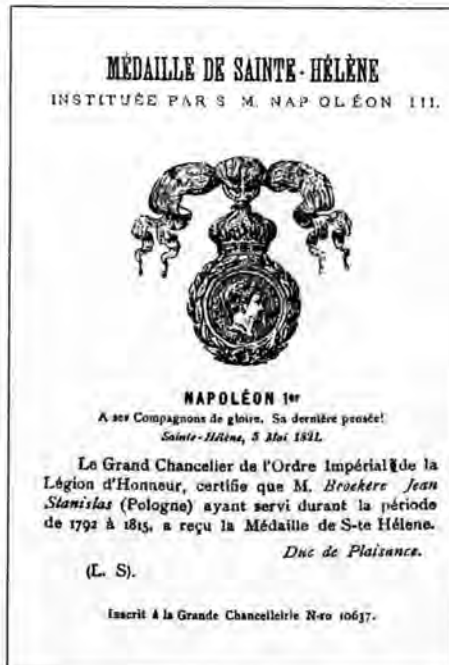 MÉDAILLE DE SAINTE-HÉLÈNE
INSTITUÉE PAR S M. NAPOLÉON III.
NAPOLÉON 1er
A ses Compagnons de gloire. Sa dernière pensée!
Sainte-Hélène, 5 Mai 1821.
Le Grand Chancelier de l'Ordre Impérial de la
Légion d'Honneur, certifie que M. Broekere Jean
Stanislas (Pologne) ayant servi durant la période
de 1792 à 1815, a reçu la Médaille de S-te Hélene.
Duc de Plaisance.
(L. S).
Inscrit à la Grande Chancelleirie N-ro 10637.